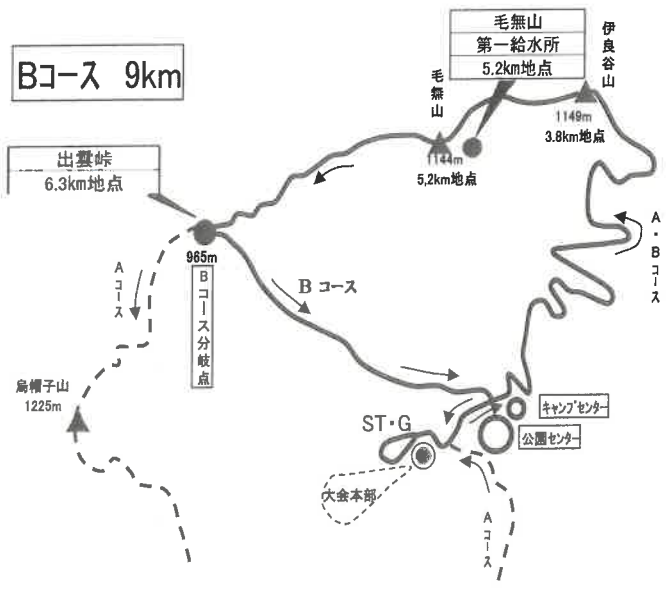 Bコース 9km
毛無山
第一給水所
5.2km地点
伊良谷山
毛無山
1149m
3.8km地点
1144m
5,2km地点
出雲峠
6.3km地点
A・Bコース
965m
Bコース分岐点
Aコース
Bコース
烏帽子山
1225m
ST・G
キャンプセンター
公園センター
大会本部
Aコース